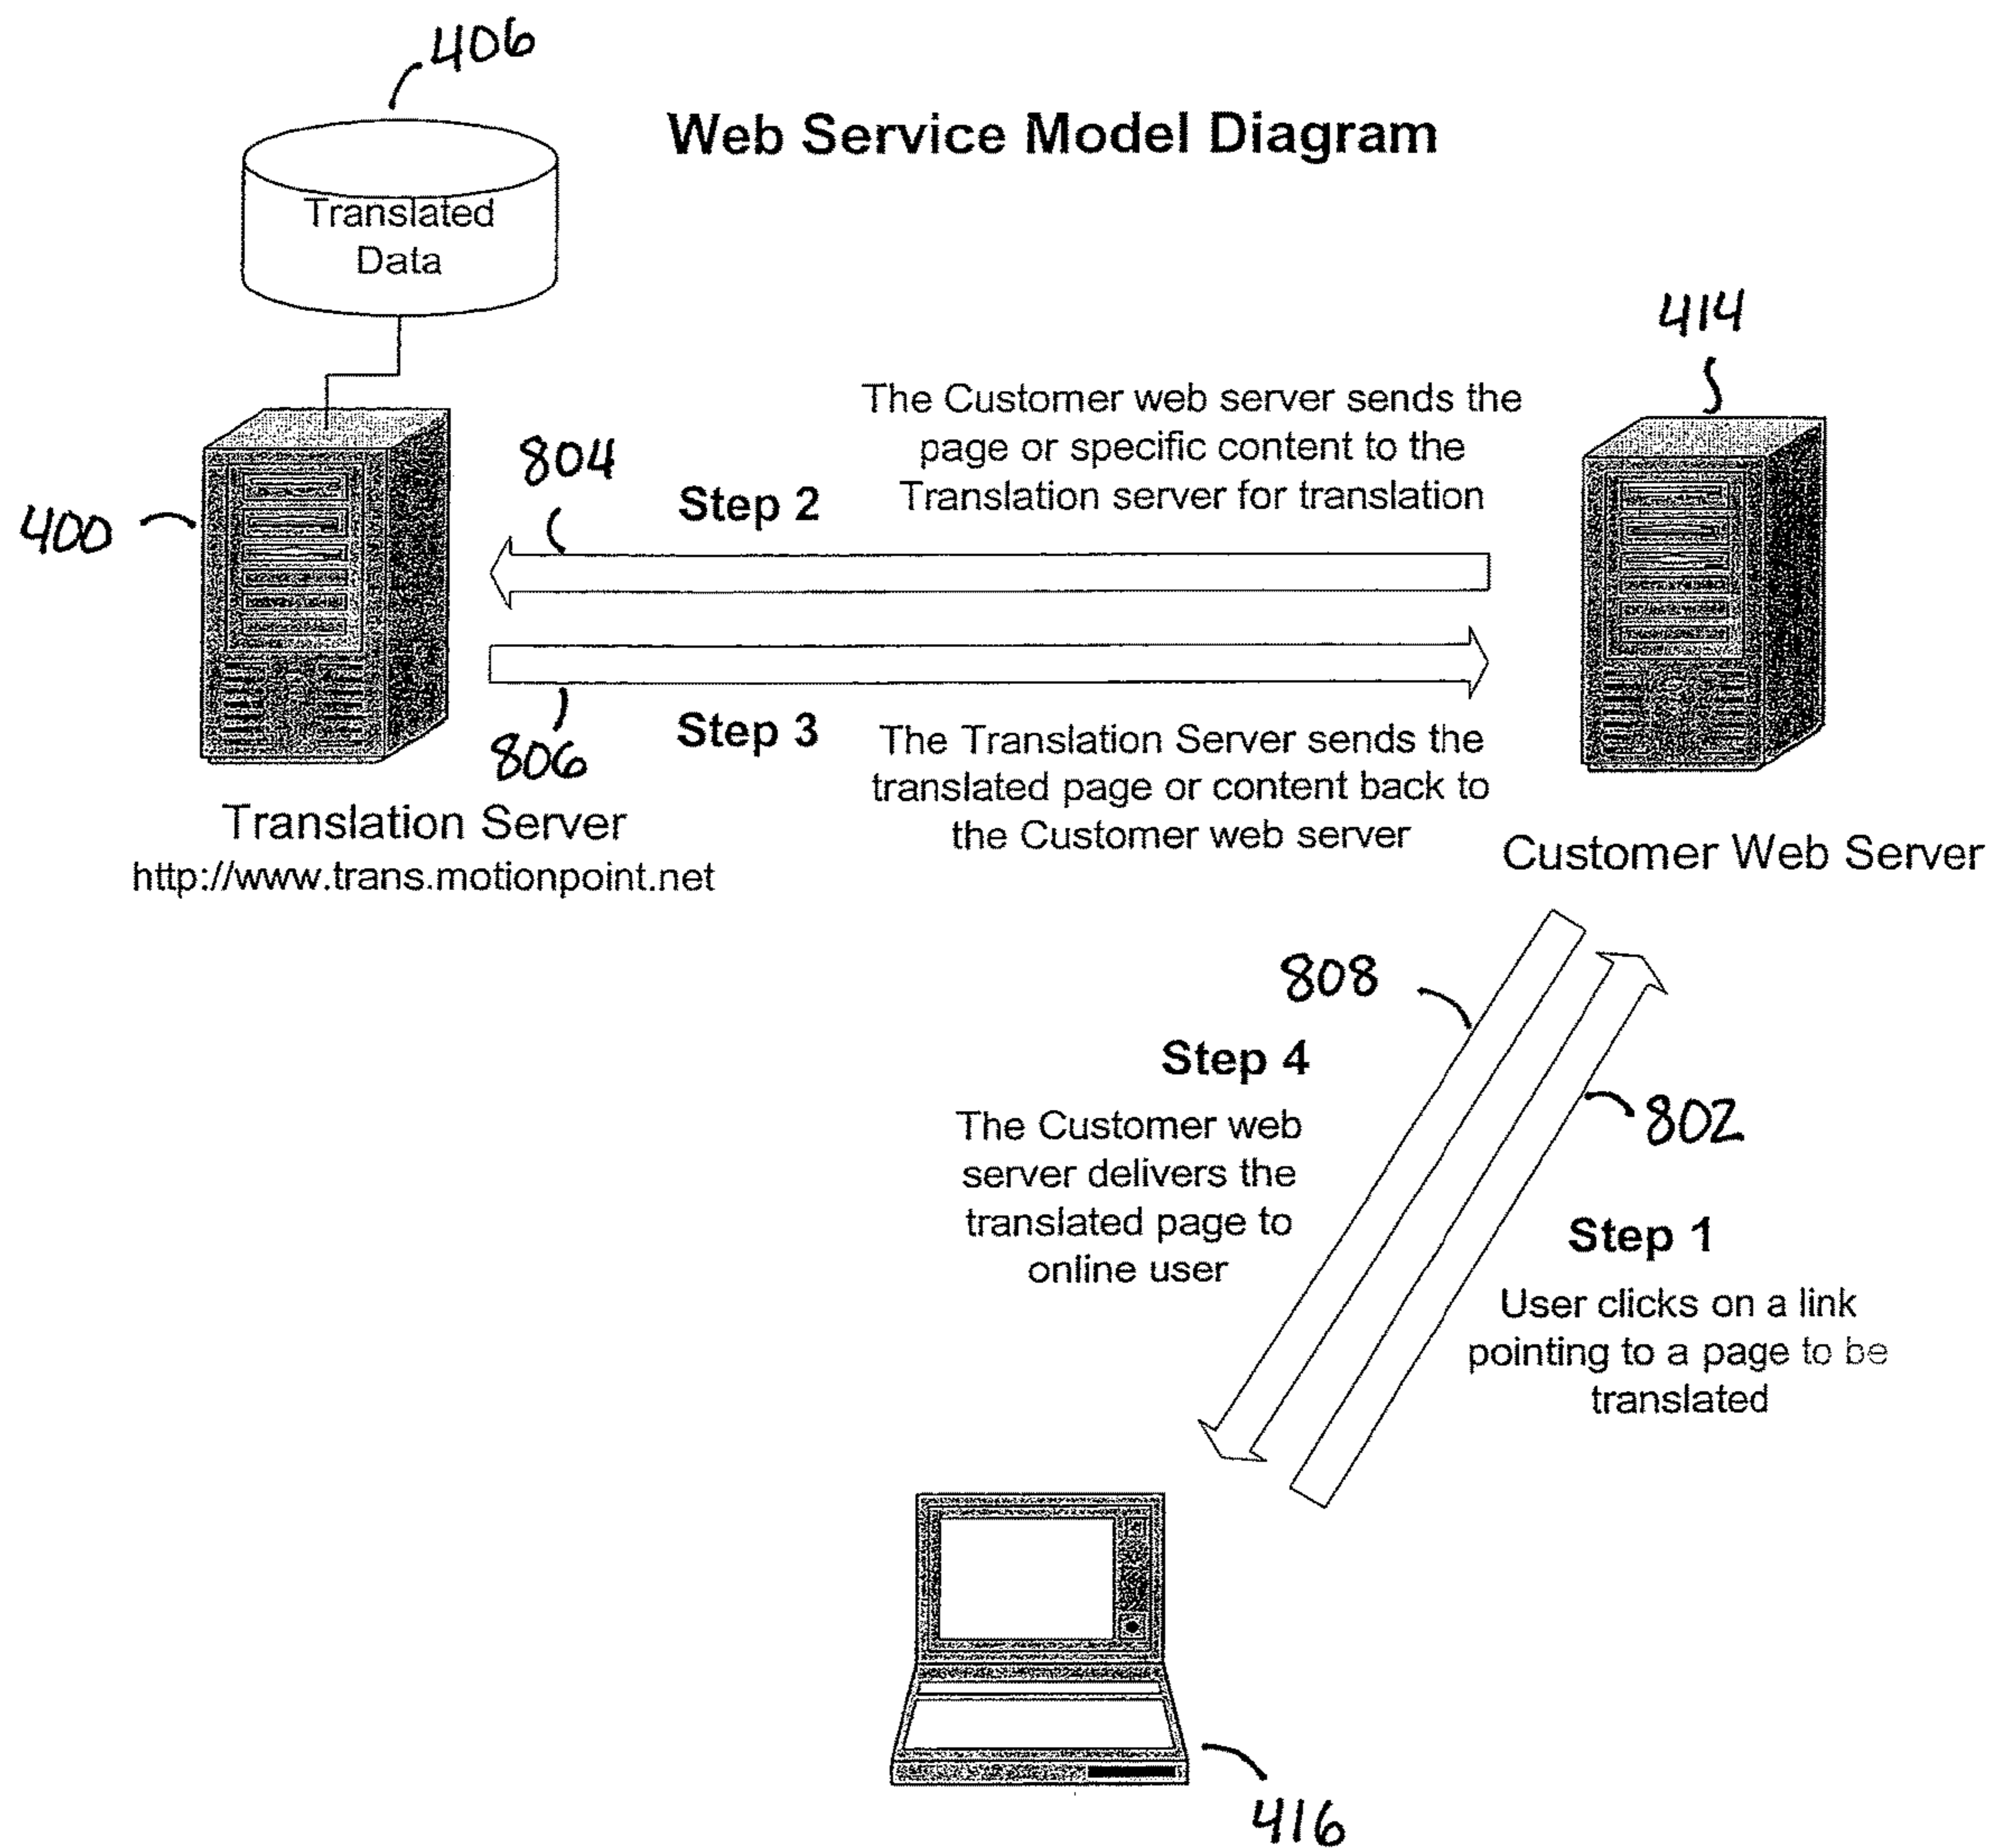 406
Web Service Model Diagram
Translated
Data
414
The Customer web server sends the
page or specific content to the
Translation server for translation
804
Step 2
400
806
Step 3
The Translation Server sends the
translated page or content back to
the Customer web server
Translation Server
http://www.trans.motionpoint.net
Customer Web Server
808
Step 4
The Customer web
server delivers the
translated page to
online user
802
Step 1
User clicks on a link
pointing to a page to be
translated
416